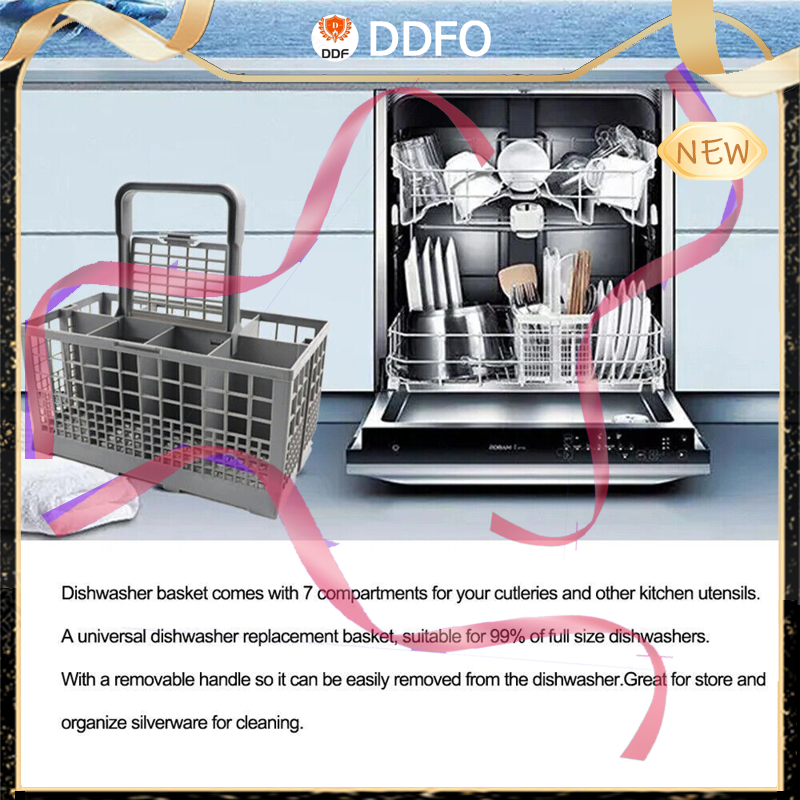 DDF
DDFO
NEW
Dishwasher basket comes with 7 compartments for your cutleries and other kitchen utensils.
A universal dishwasher replacement basket, suitable for 99% of full size dishwashers.
With a removable handle so it can be easily removed from the dishwasher.Great for store and
organize silverware for cleaning.